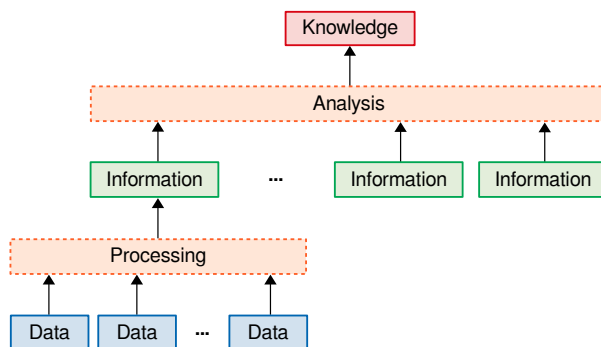 Knowledge
Analysis
Information ... Information Information
Processing
Data Data ... Data